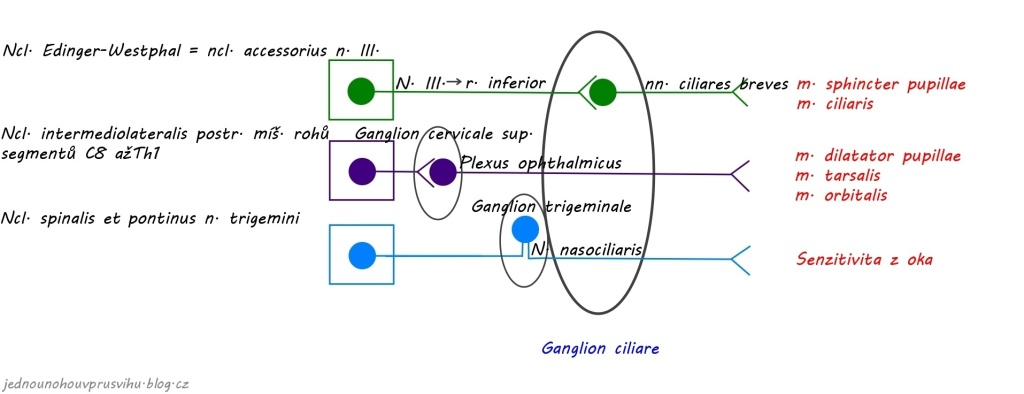 Ncl. Edinger-Westphal = ncl. accessorius n. III.
N. III.→r. inferior
nn. ciliares breves
m. sphincter pupillae
m. ciliaris
Ncl. intermediolateralis postr. míš. rohů
segmentů C8 ažTh1
Ganglion cervicale sup.
Plexus ophthalmicus
m. dilatator pupillae
m. tarsalis
m. orbitalis
Ncl. spinalis et pontinus n. trigemini
Ganglion trigeminale
N. nasociliaris
Senzitivita z oka
Ganglion ciliare
jednounohouvprusvihu.blog.cz